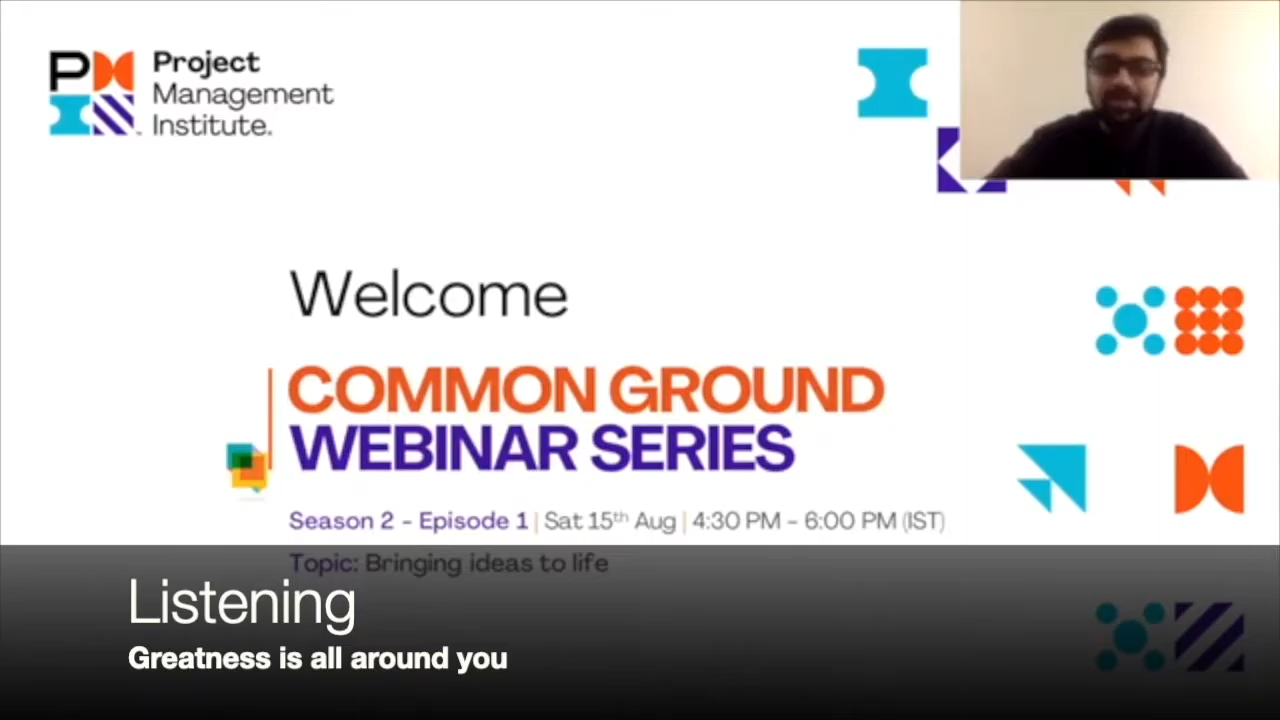 Project
Management
Institute.
Welcome
COMMON GROUND
WEBINAR SERIES
Season 2 - Episode 1 | Sat 15th Aug | 4:30 PM - 6:00 PM (IST)
Topic: Bringing ideas to life
Listening
Greatness is all around you